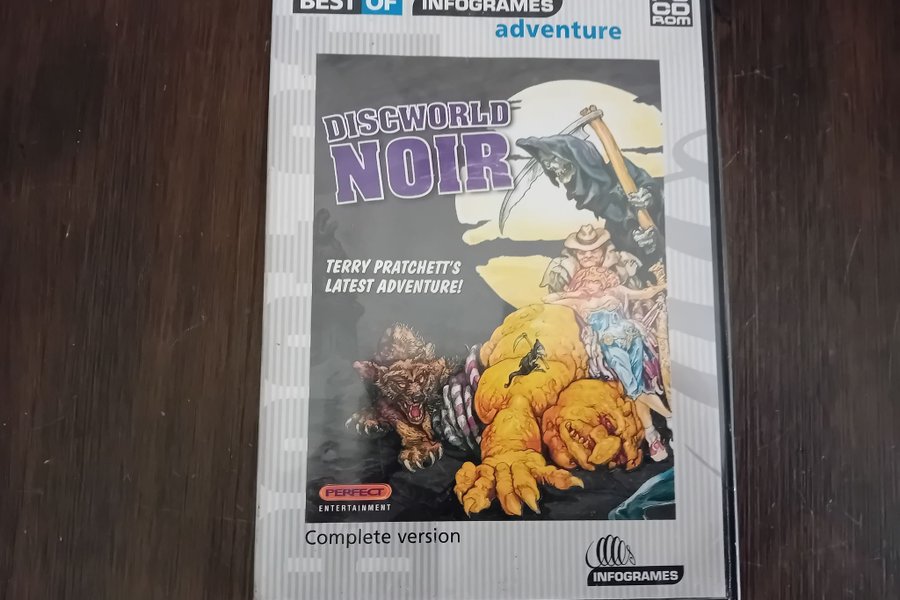 BEST OF INFOGRAMES
CD
ROM
adventure
DISCWORLD
NOIR
TERRY PRATCHETT'S
LATEST ADVENTURE!
PERFECT
ENTERTAINMENT
Complete version
INFOGRAMES